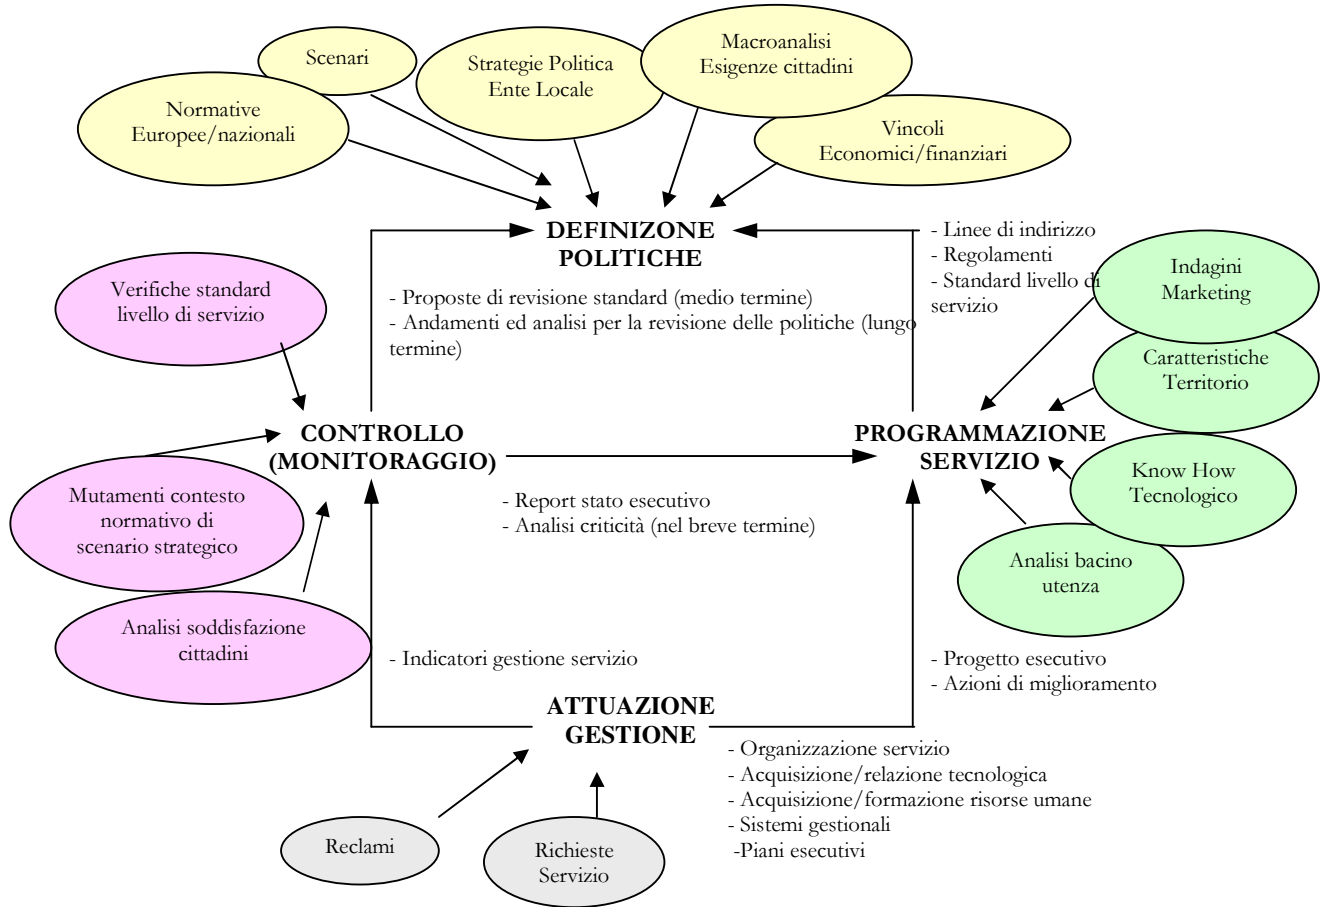 Scenari
Strategie Politica
Ente Locale
Macroanalisi
Esigenze cittadini
Normative
Europee/nazionali
Vincoli
Economici/finanziari
DEFINIZONE
POLITICHE
- Linee di indirizzo
- Regolamenti
- Standard livello di
servizio
Indagini
Marketing
Verifiche standard
livello di servizio
- Proposte di revisione standard (medio termine)
- Andamenti ed analisi per la revisione delle politiche (lungo
termine)
Caratteristiche
Territorio
CONTROLLO
(MONITORAGGIO)
PROGRAMMAZIONE
SERVIZIO
Know How
Tecnologico
Mutamenti contesto
normativo di
scenario strategico
- Report stato esecutivo
- Analisi criticità (nel breve termine)
Analisi bacino
utenza
Analisi soddisfazione
cittadini
- Indicatori gestione servizio
- Progetto esecutivo
- Azioni di miglioramento
ATTUAZIONE
GESTIONE
- Organizzazione servizio
- Acquisizione/relazione tecnologica
- Acquisizione/formazione risorse umane
- Sistemi gestionali
-Piani esecutivi
Reclami
Richieste
Servizio